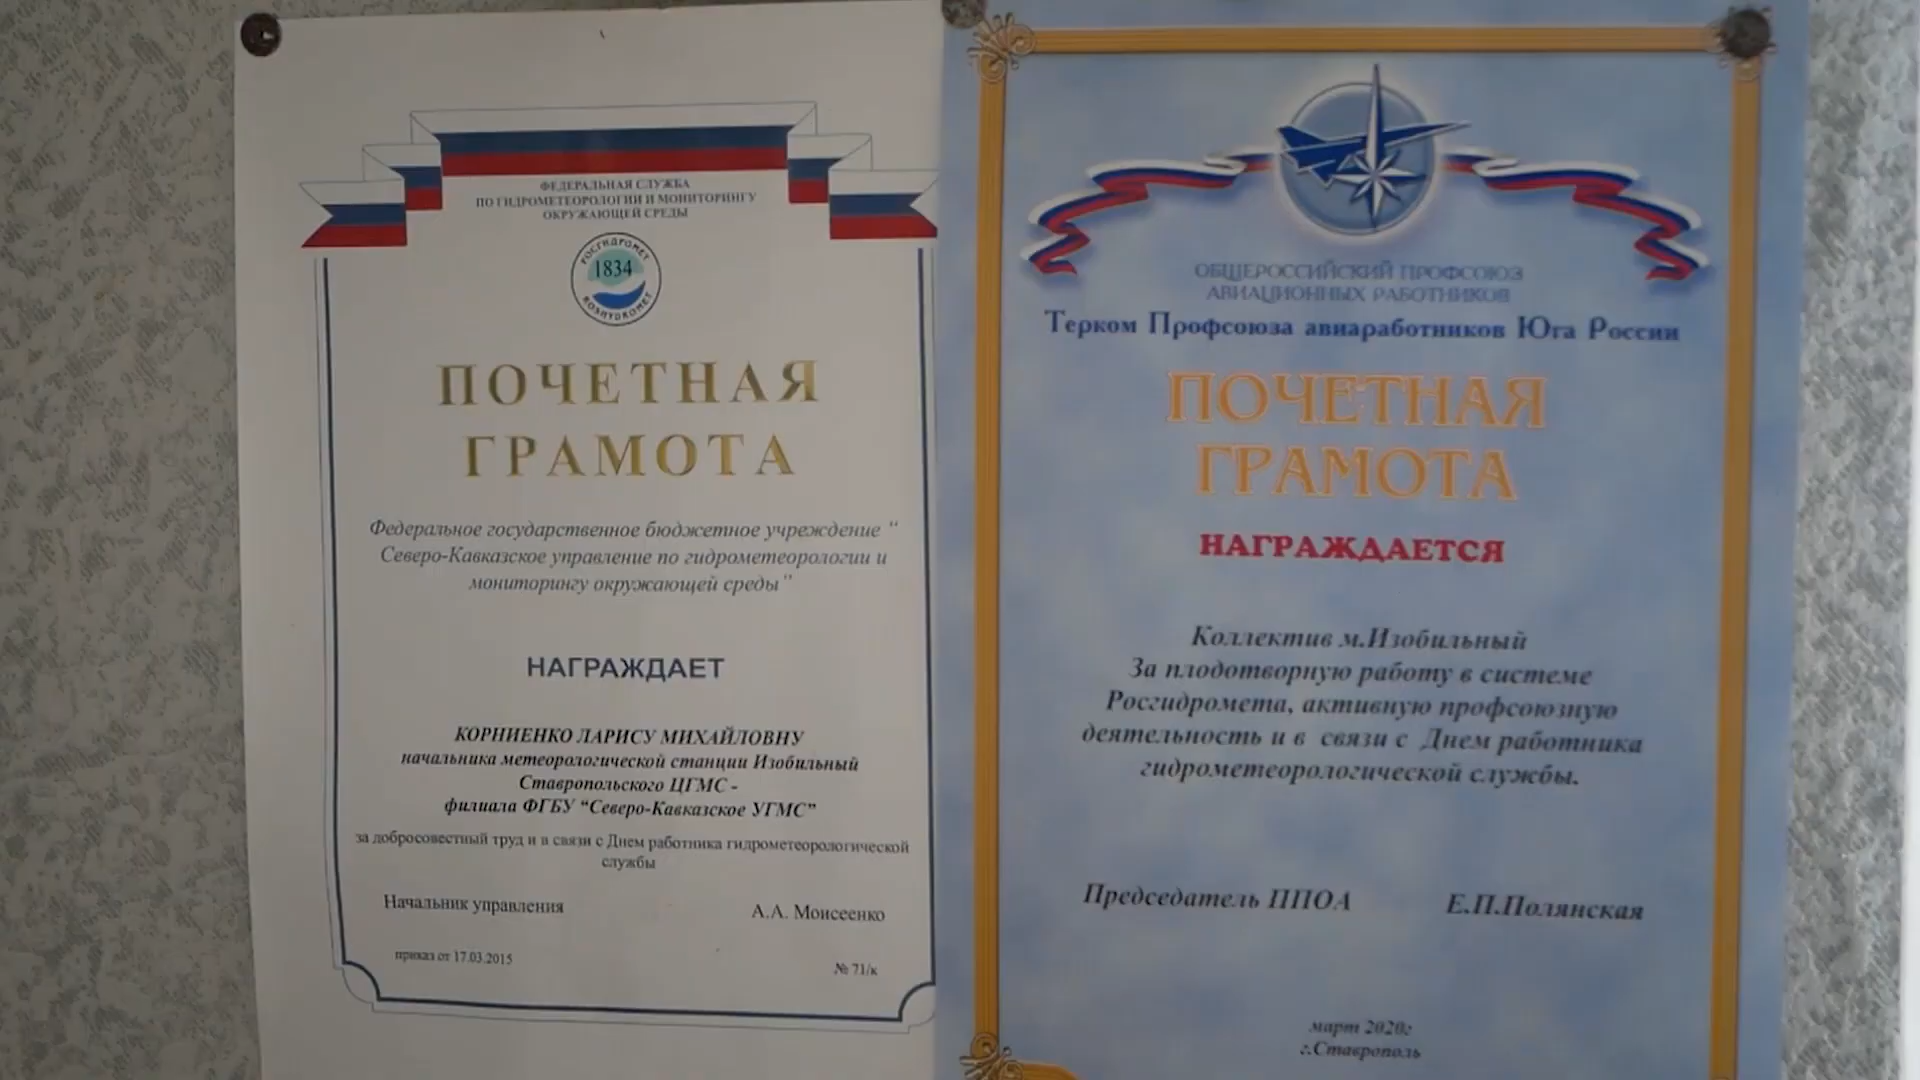 ФЕДЕРАЛЬНАЯ СЛУЖБА
ПО ГИДРОМЕТЕОРОЛОГИИ И МОНИТОРИНГУ
ОКРУЖАЮЩЕЙ СРЕДЫ
РОСГИДРОМЕТ
1834
ROSHYDROMET
ПОЧЕТНАЯ
ГРАМОТА
Федеральное государственное бюджетное учреждение “
Северо-Кавказское управление по гидрометеорологии и
мониторингу окружающей среды”
НАГРАЖДАЕТ
КОРНИЕНКО ЛАРИСУ МИХАЙЛОВНУ
начальника метеорологической станции Изобильный
Ставропольского ЦГМС -
филиала ФГБУ “Северо-Кавказское УГМС”
за добросовестный труд и в связи с Днем работника гидрометеорологической
службы
Начальник управления А.А. Моисеенко
приказ от 17.03.2015 № 71/к
ОБЩЕРОССИЙСКИЙ ПРОФСОЮЗ
АВИАЦИОННЫХ РАБОТНИКОВ
Терком Профсоюза авиаработников Юга России
ПОЧЕТНАЯ
ГРАМОТА
НАГРАЖДАЕТСЯ
Коллектив м.Изобильный
За плодотворную работу в системе
Росгидромета, активную профсоюзную
деятельность и в связи с Днем работника
гидрометеорологической службы.
Председатель ППОА Е.П.Полянская
март 2020г
г.Ставрополь